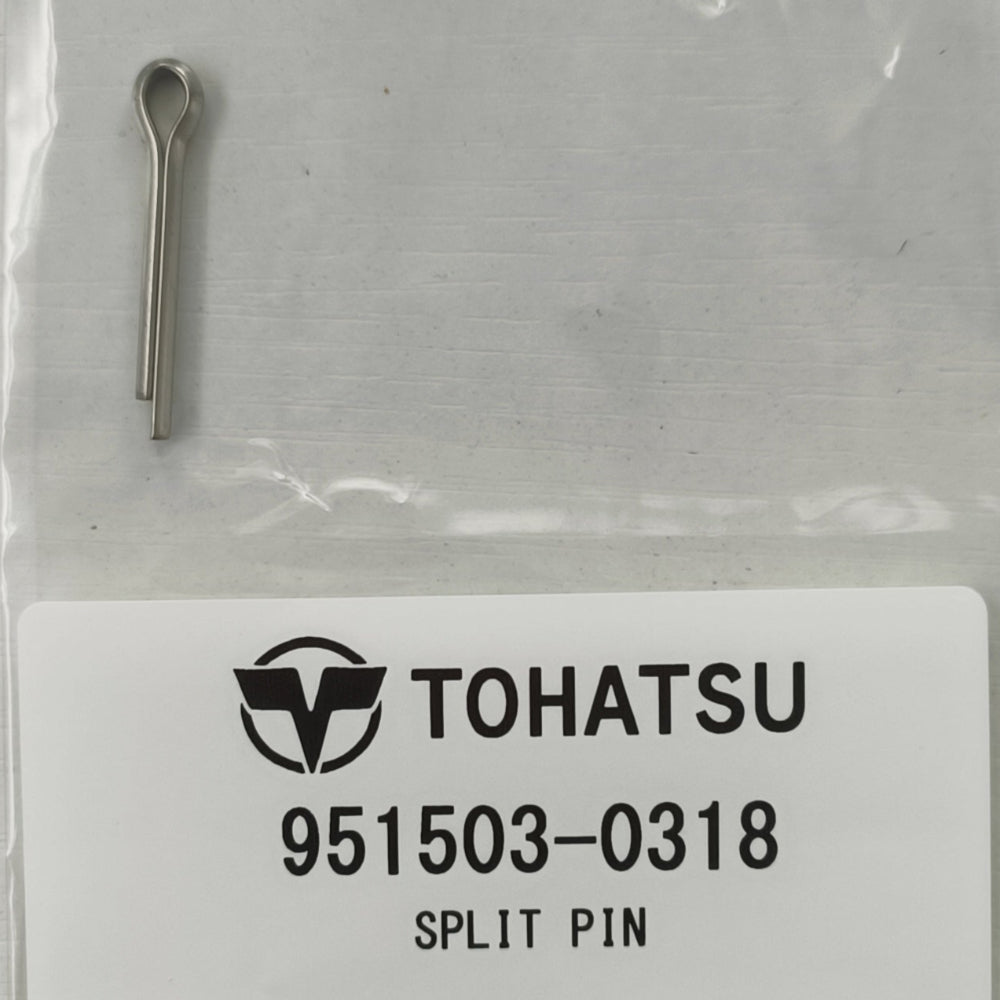 TOHATSU
951503-0318
SPLIT PIN